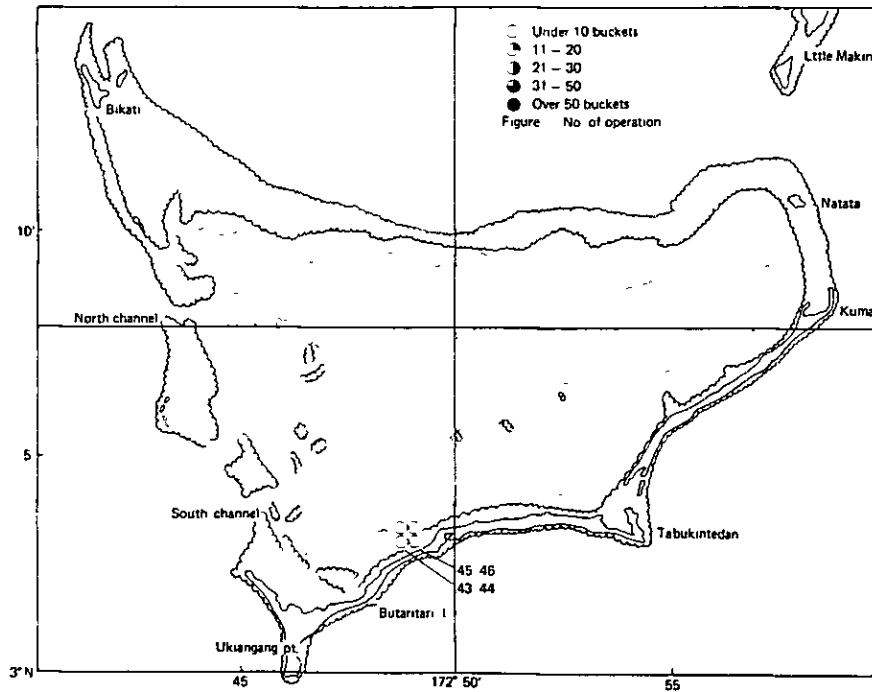 Under 10 buckets
11 – 20
21 – 30
31 – 50
Over 50 buckets
Figure No of operation
Lttle Makin
Bikati
Natata
10'
Kuma
North channel
5
South channel
Tabukintedan
45 46
43 44
Butaritari I
Ukiangang pt.
3° N
45
172° 50'
55